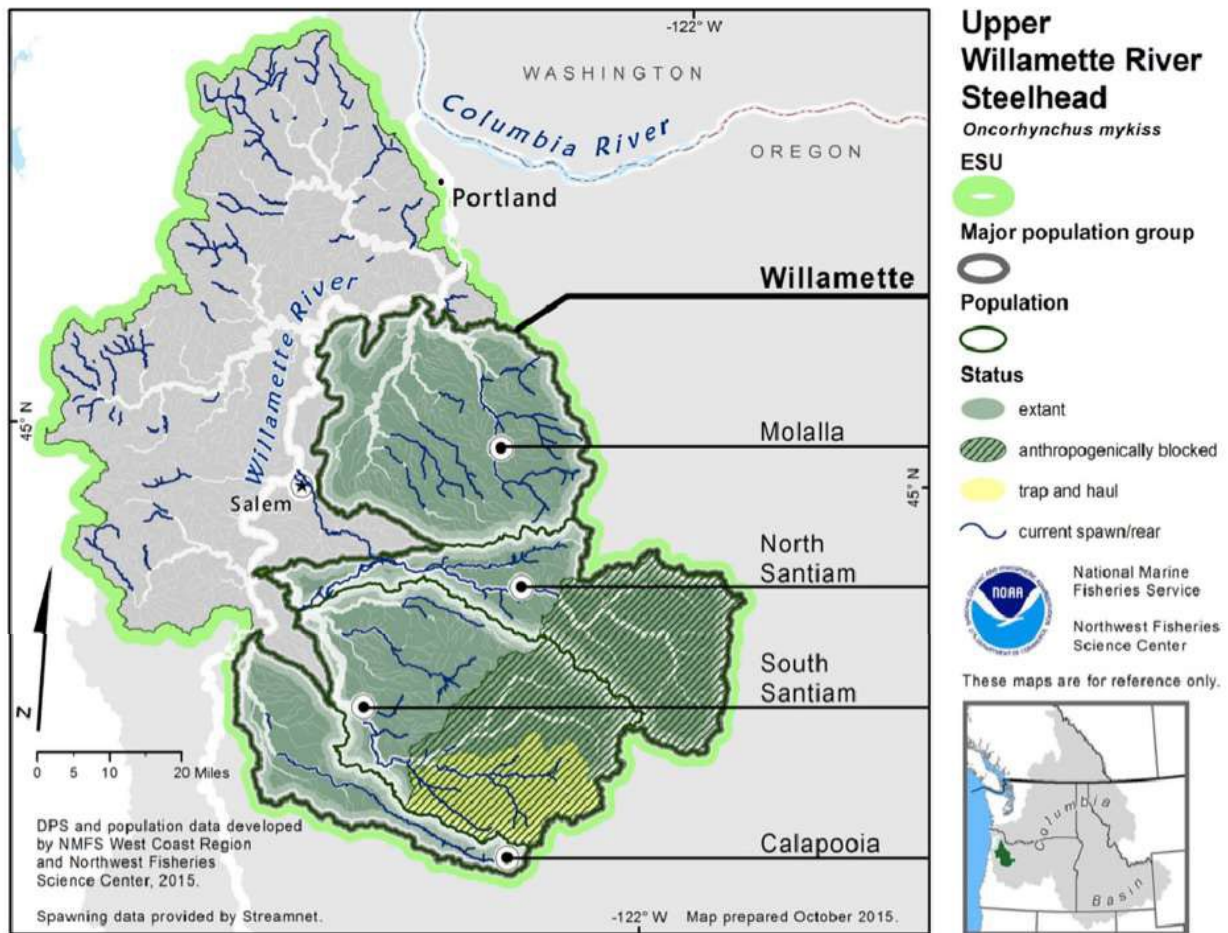 -122° W
WASHINGTON
Columbia River
OREGON
Portland
Willamette
Willamette River
45° N
Molalla
Salem
45° N
North
Santiam
South
Santiam
Calapooia
Z
0 5 10 20 Miles
DPS and population data developed
by NMFS West Coast Region
and Northwest Fisheries
Science Center, 2015.
Spawning data provided by Streamnet.
-122° W
Map prepared October 2015.
Upper
Willamette River
Steelhead
Oncorhynchus mykiss
ESU
Major population group
Population
Status
extant
anthropogenically blocked
trap and haul
current spawn/rear
NOAA
National Marine
Fisheries Service
Northwest Fisheries
Science Center
These maps are for reference only.
Columbia
Basin